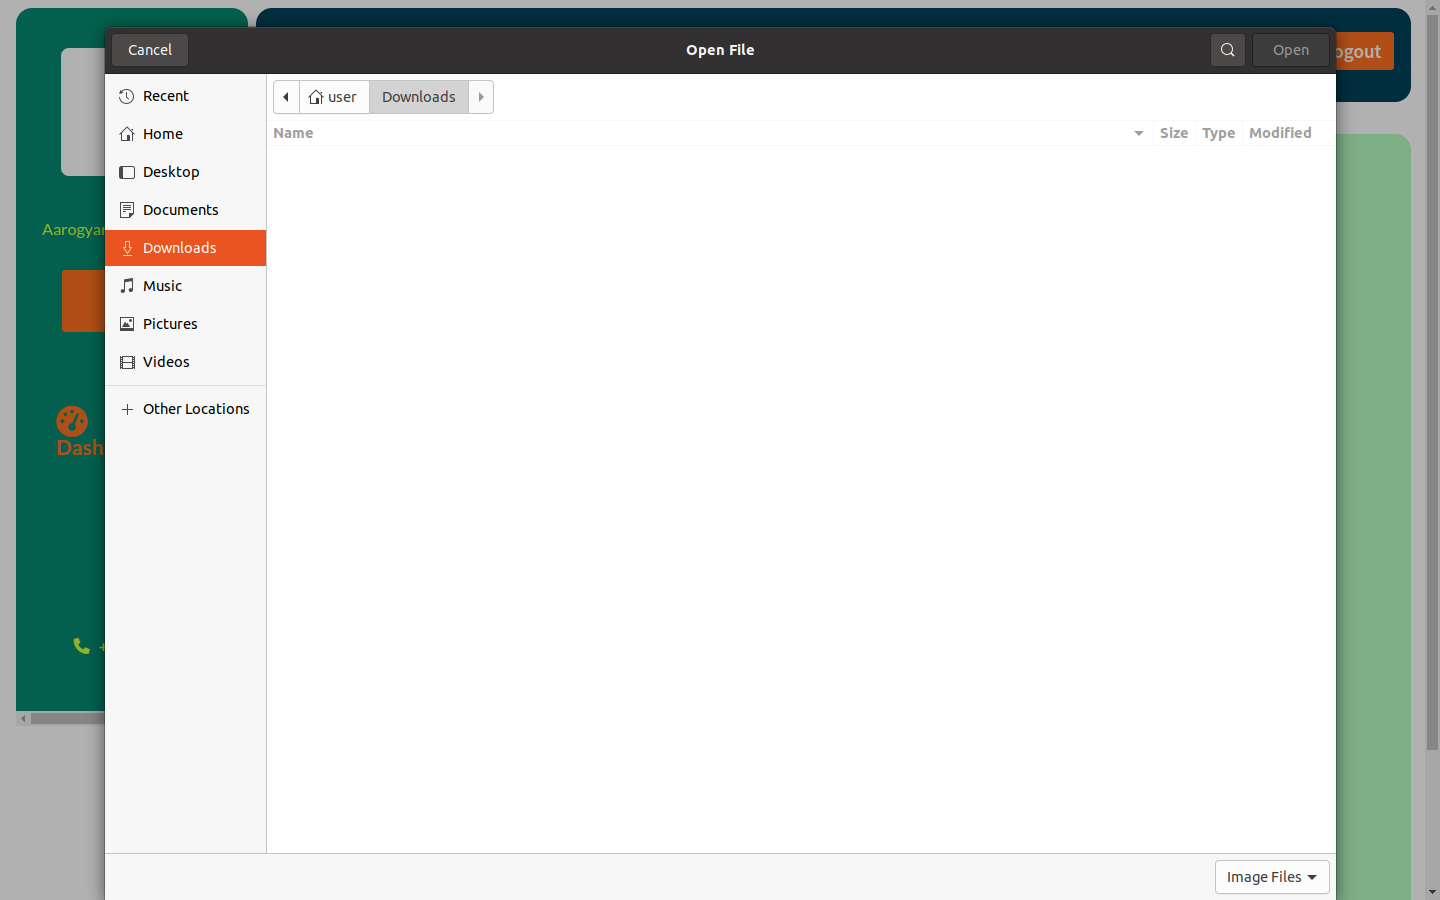 Cancel
Open File
Open
ogout
Recent
Home
Desktop
Documents
Downloads
Music
Pictures
Videos
Other Locations
user
Downloads
Name
Size
Type
Modified
Aarogya
Dash
+
Image Files